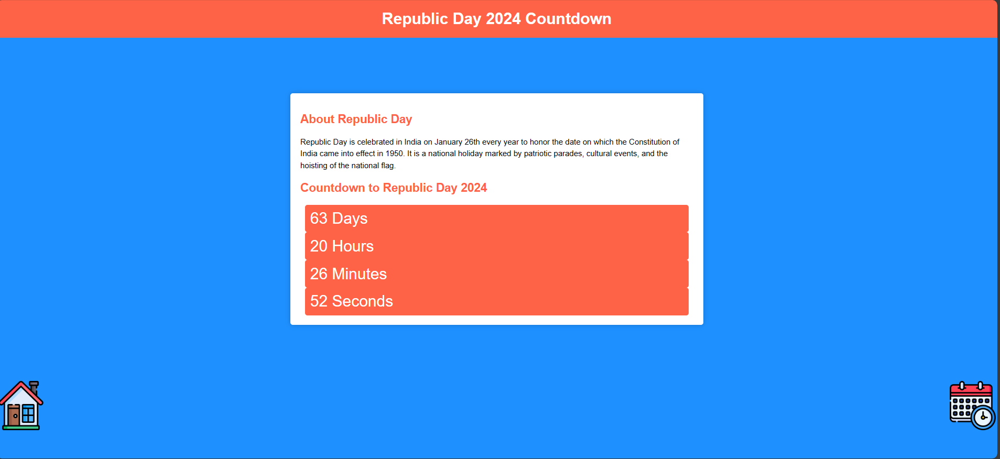 Republic Day 2024 Countdown
About Republic Day
Republic Day is celebrated in India on January 26th every year to honor the date on which the Constitution of
India came into effect in 1950. It is a national holiday marked by patriotic parades, cultural events, and the
hoisting of the national flag.
Countdown to Republic Day 2024
63 Days
20 Hours
26 Minutes
52 Seconds